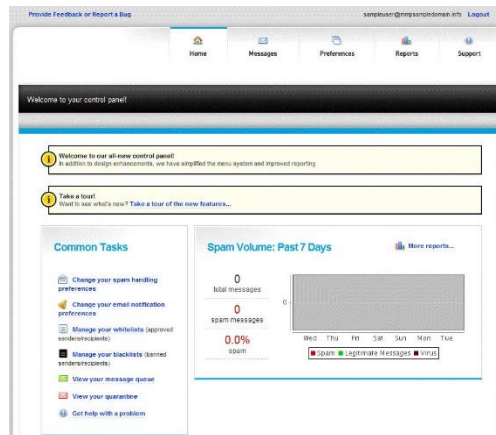 Provide Feedback or Report a Bug
sampleuser@mmpsampledomain.info Logout
Home Messages Preferences Reports Support
Welcome to your control panel!
Welcome to our all-new control panel!
In addition to design enhancements, we have simplified the menu system and improved reporting.
Take a tour!
Want to see what's new? Take a tour of the new features...
Common Tasks
Change your spam handling
preferences
Change your email notification
preferences
Manage your whitelists (approved
senders/recipients)
Manage your blacklists (banned
senders/recipients)
View your message queue
View your quarantine
Get help with a problem
Spam Volume: Past 7 Days
More reports...
0
total messages
0
spam messages
0.0%
spam
0
Wed Thu Fri Sat Sun Mon Tue
Spam Legitimate Messages Virus